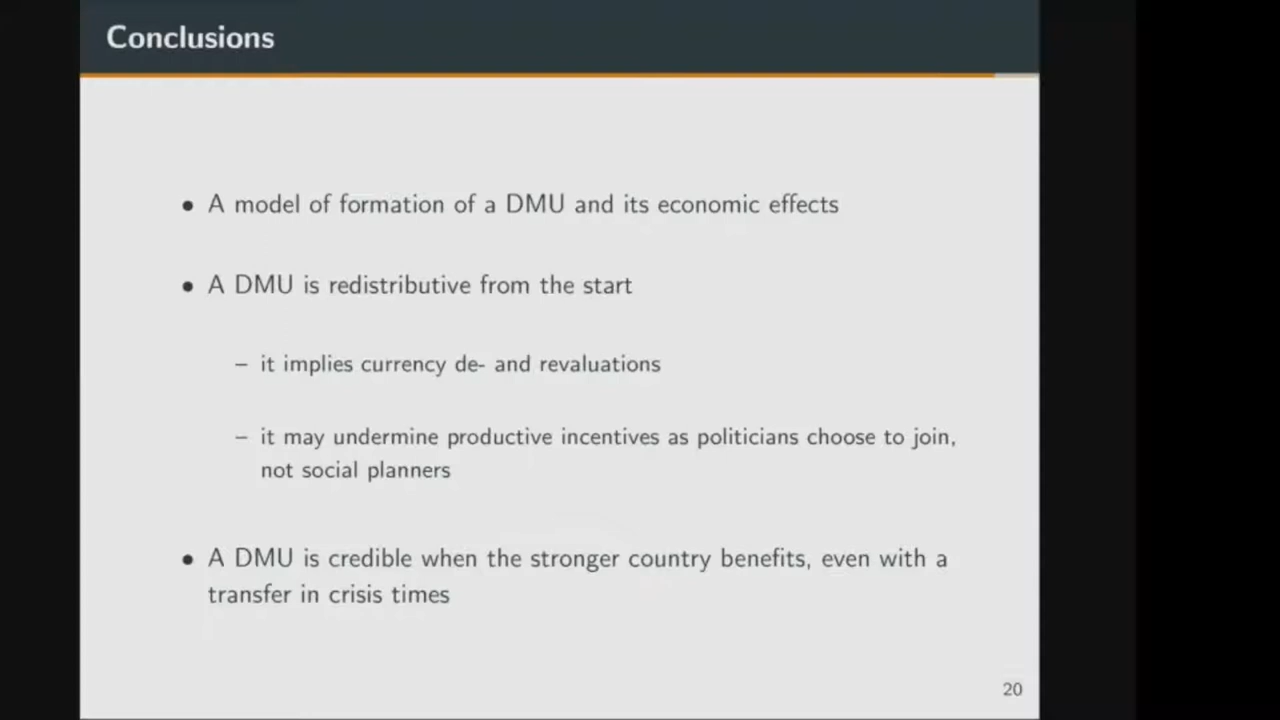 Conclusions
• A model of formation of a DMU and its economic effects
• A DMU is redistributive from the start
– it implies currency de- and revaluations
– it may undermine productive incentives as politicians choose to join,
not social planners
• A DMU is credible when the stronger country benefits, even with a
transfer in crisis times
20